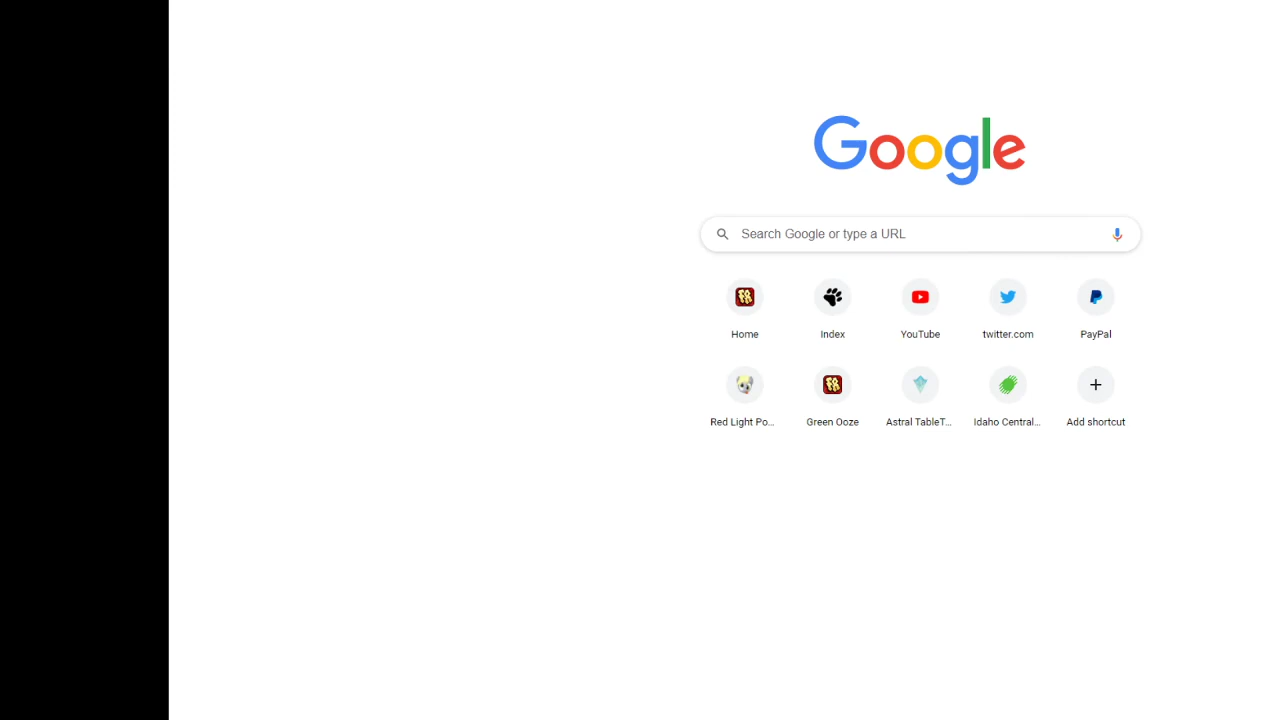 Google
Search Google or type a URL
Home
Index
YouTube
twitter.com
PayPal
Red Light Po...
Green Ooze
Astral TableT...
Idaho Central...
Add shortcut